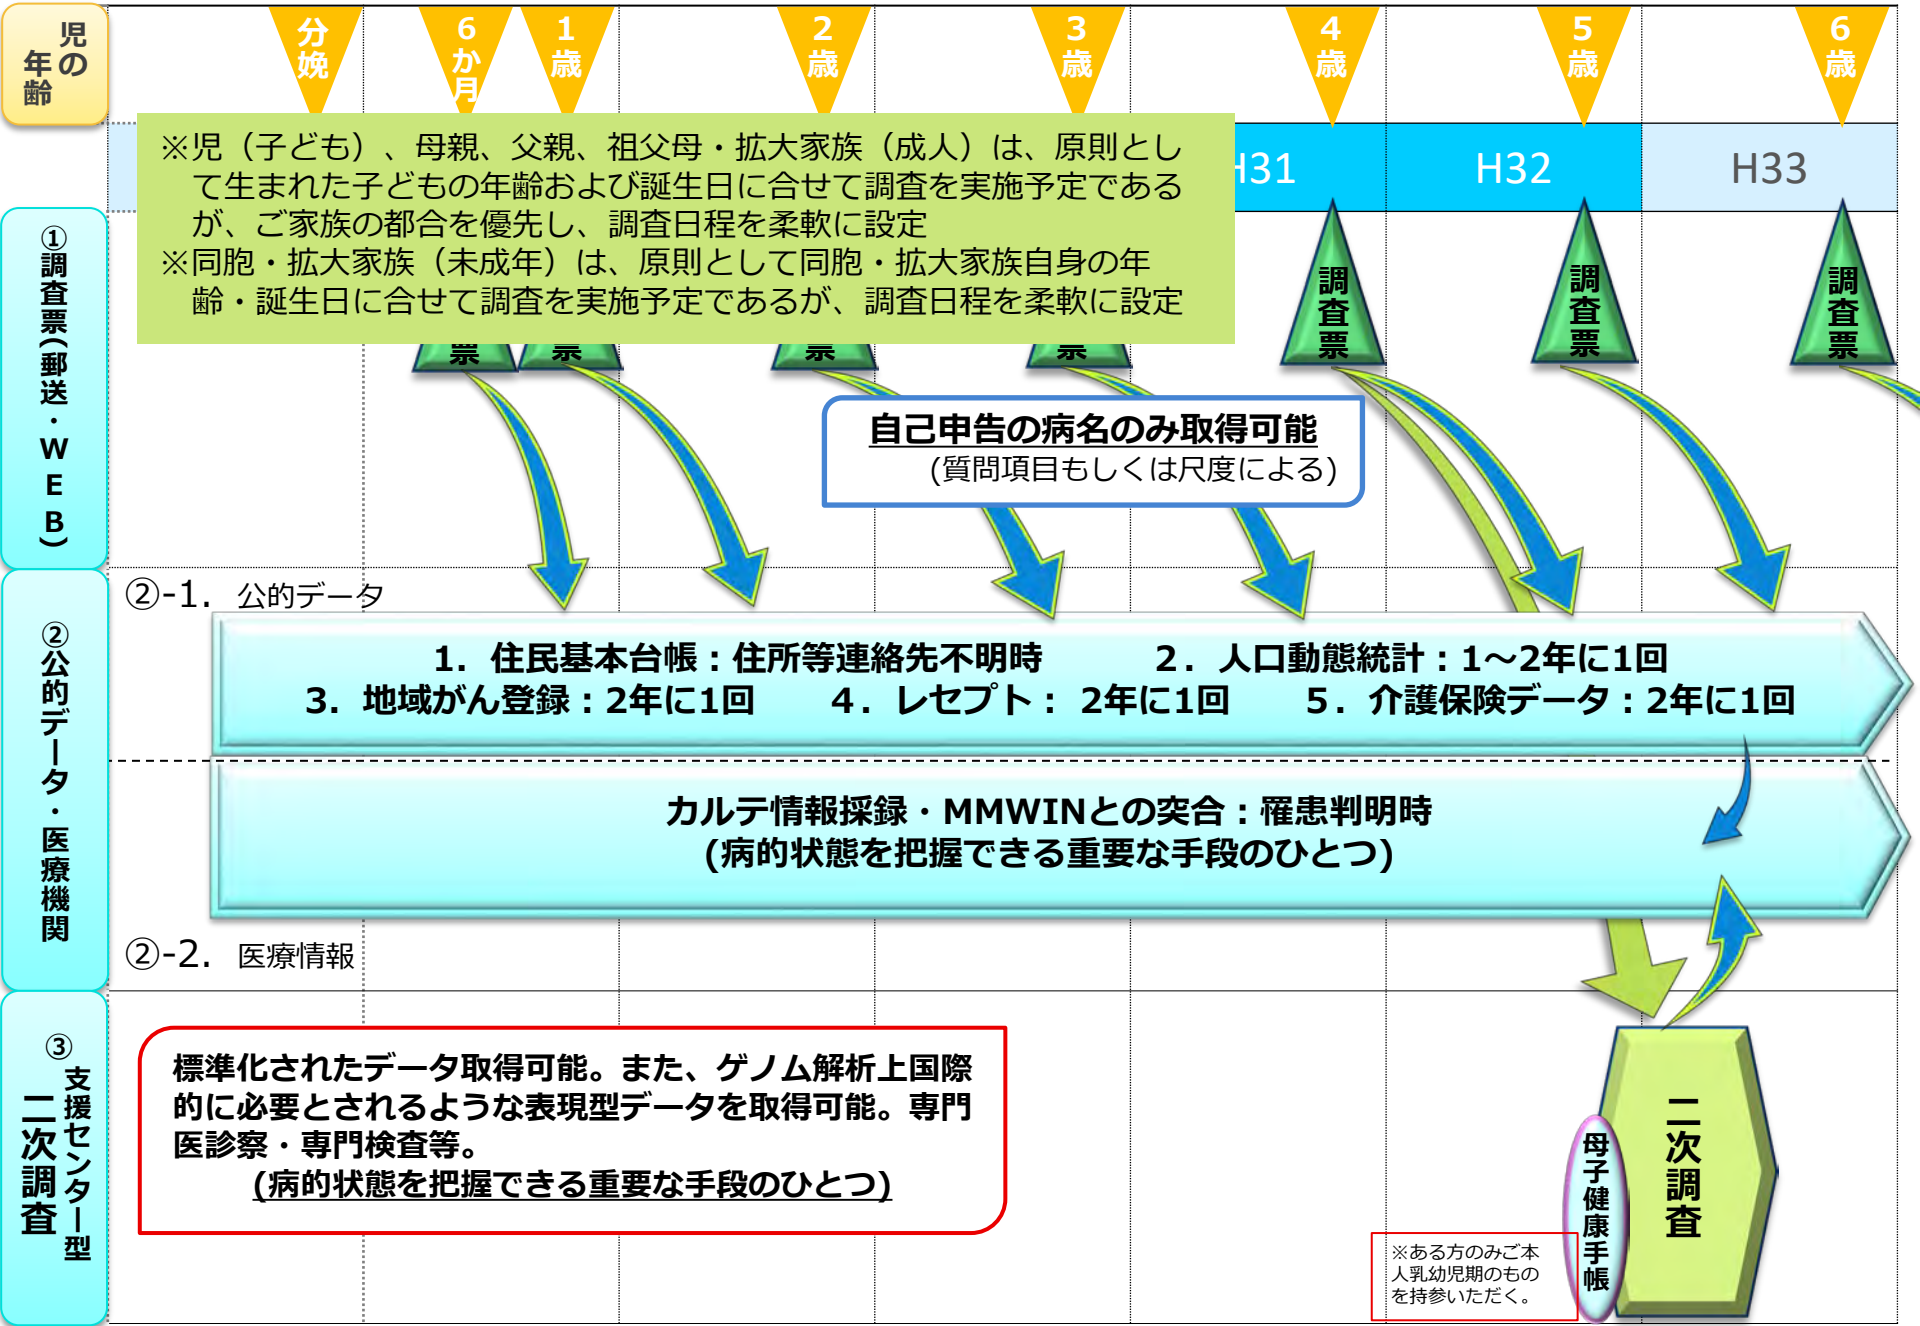 児の
年齢
分娩
6か月
1歳
2歳
3歳
4歳
5歳
6歳
※児（子ども）、母親、父親、祖父母・拡大家族（成人）は、原則とし
て生まれた子どもの年齢および誕生日に合せて調査を実施予定である
が、ご家族の都合を優先し、調査日程を柔軟に設定
※同胞・拡大家族（未成年）は、原則として同胞・拡大家族自身の年
齢・誕生日に合せて調査を実施予定であるが、調査日程を柔軟に設定
H31
H32
H33
①調査票(郵送・WEB)
票
票
票
票
調査票
調査票
調査票
自己申告の病名のみ取得可能
(質問項目もしくは尺度による)
②公的データ・医療機関
②-1. 公的データ
1. 住民基本台帳：住所等連絡先不明時 2. 人口動態統計：1～2年に1回
3. 地域がん登録：2年に1回 4. レセプト： 2年に1回 5. 介護保険データ：2年に1回
カルテ情報採録・MMWINとの突合：罹患判明時
(病的状態を把握できる重要な手段のひとつ)
②-2. 医療情報
③支援センター型
二次調査
標準化されたデータ取得可能。また、ゲノム解析上国際
的に必要とされるような表現型データを取得可能。専門
医診察・専門検査等。
(病的状態を把握できる重要な手段のひとつ)
二次調査
母子健康手帳
※ある方のみご本
人乳幼児期のもの
を持参いただく。